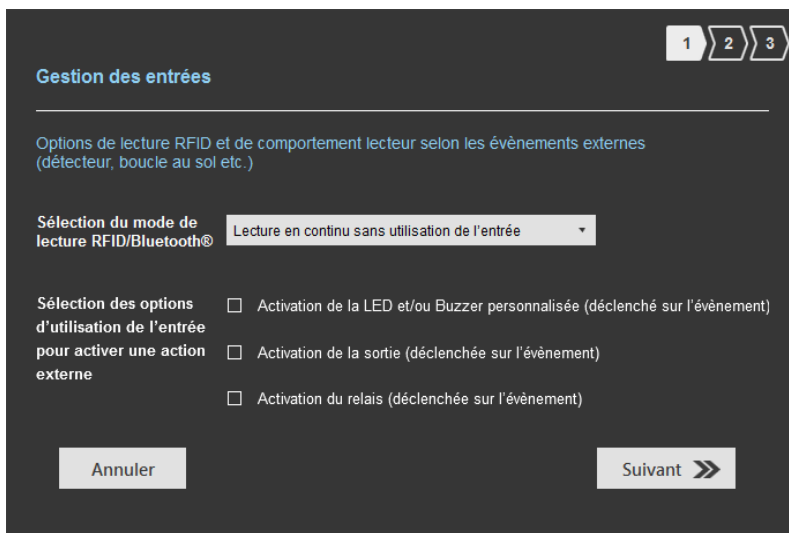 1 2 3
Gestion des entrées
Options de lecture RFID et de comportement lecteur selon les évènements externes
(détecteur, boucle au sol etc.)
Sélection du mode de
lecture RFID/Bluetooth®
Lecture en continu sans utilisation de l'entrée
Sélection des options
d'utilisation de l'entrée
pour activer une action
externe
Activation de la LED et/ou Buzzer personnalisée (déclenché sur l'évènement)
Activation de la sortie (déclenchée sur l'évènement)
Activation du relais (déclenchée sur l'évènement)
Annuler
Suivant